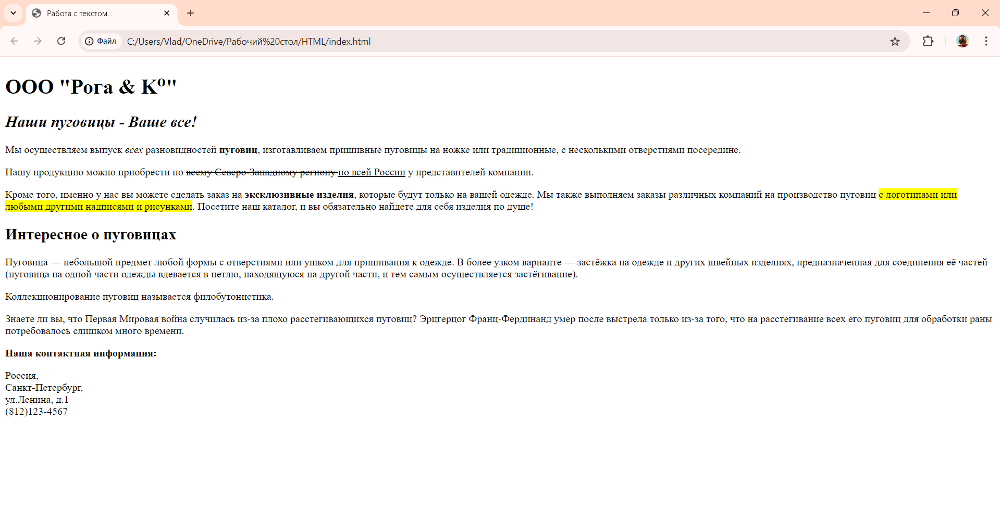 Работа с текстом
Файл
C:/Users/Vlad/OneDrive/Рабочий%20стол/HTML/index.html
ООО "Рога & Kº"
Наши пуговицы - Ваше все!
Мы осуществляем выпуск всех разновидностей пуговиц, изготавливаем пришивные пуговицы на ножке или традиционные, с несколькими отверстиями посередине.
Нашу продукцию можно приобрести по всему Северо-Западному региону по всей России у представителей компании.
Кроме того, именно у нас вы можете сделать заказ на эксклюзивные изделия, которые будут только на вашей одежде. Мы также выполняем заказы различных компаний на производство пуговиц с логотипами или
любыми другими надписями и рисунками. Посетите наш каталог, и вы обязательно найдете для себя изделия по душе!
Интересное о пуговицах
Пуговица — небольшой предмет любой формы с отверстиями или ушком для пришивания к одежде. В более узком варианте — застёжка на одежде и других швейных изделиях, предназначенная для соединения её частей
(пуговица на одной части одежды вдевается в петлю, находящуюся на другой части, и тем самым осуществляется застёгивание).
Коллекционирование пуговиц называется филобутонистика.
Знаете ли вы, что Первая Мировая война случилась из-за плохо расстегивающихся пуговиц? Эрцгерцог Франц-Фердинанд умер после выстрела только из-за того, что на расстегивание всех его пуговиц для обработки раны
потребовалось слишком много времени.
Наша контактная информация:
Россия,
Санкт-Петербург,
ул.Ленина, д.1
(812)123-4567